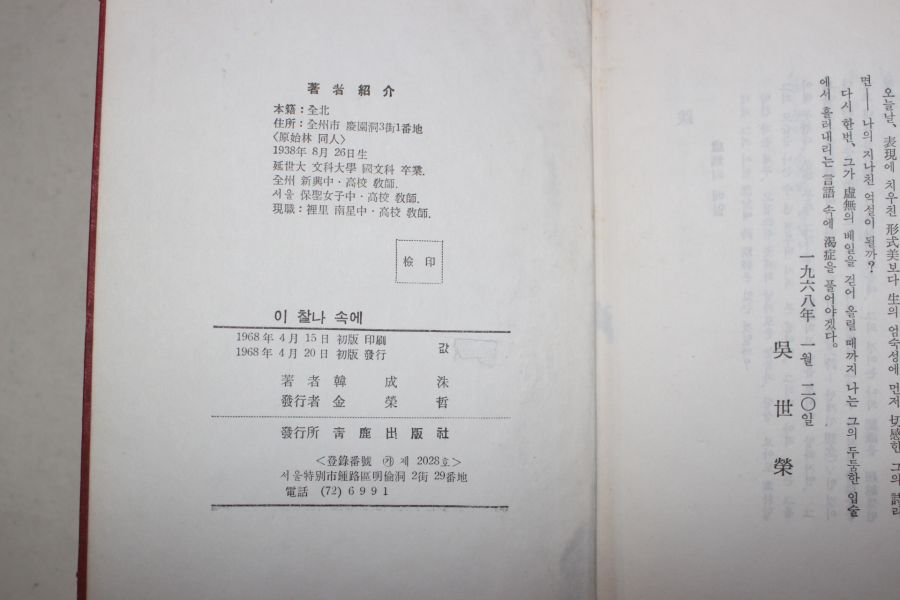 著者紹介
本籍 : 全北
住所 : 全州市 慶園洞3街1番地
〈原始林 同人〉
1938年 8月 26日生
延世大 文科大學 國文科 卒業.
全州 新興中・高校 敎師.
서울 保聖女子中・高校 敎師.
現職 : 裡里 南星中・高校 敎師.
檢印
이 찰나 속에
1968年 4月 15日 初版 印刷
1968年 4月 20日 初版 發行
값
著者 韓成洙
發行者 金榮哲
發行所 靑鹿出版社
<登錄番號 ㉮ 제 2028호>
서울特別市鍾路區明倫洞 2街 29番地
電話 (72) 6991
오늘날, 表現에 치우친 形式美보다 生의 엄숙성에 먼저 切感한 그의 詩라
면── 나의 지나친 억설이 될까?
다시 한번, 그가 虛無의 베일을 걷어 올릴 때까지 나는 그의 두둠한 입술
에서 흘러내리는 言語 속에 渴症을 풀어야겠다.
一九六八年 一월 二〇일
吳世榮